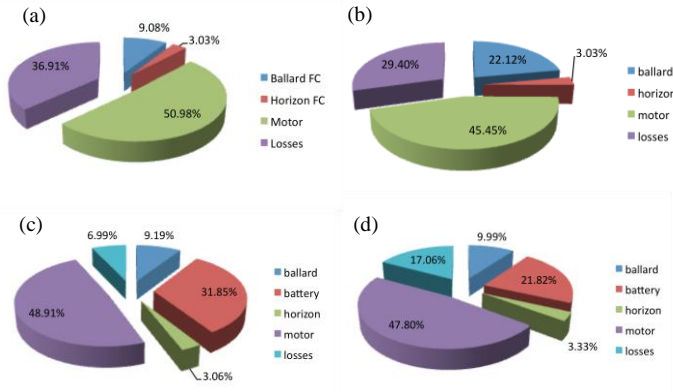 (a)
9.08%
3.03%
36.91%
50.98%
Ballard FC
Horizon FC
Motor
Losses
(b)
29.40%
22.12%
3.03%
45.45%
ballard
horizon
motor
losses
(c)
6.99%
9.19%
31.85%
48.91%
3.06%
ballard
battery
horizon
motor
losses
(d)
9.99%
17.06%
21.82%
47.80%
3.33%
ballard
battery
horizon
motor
losses